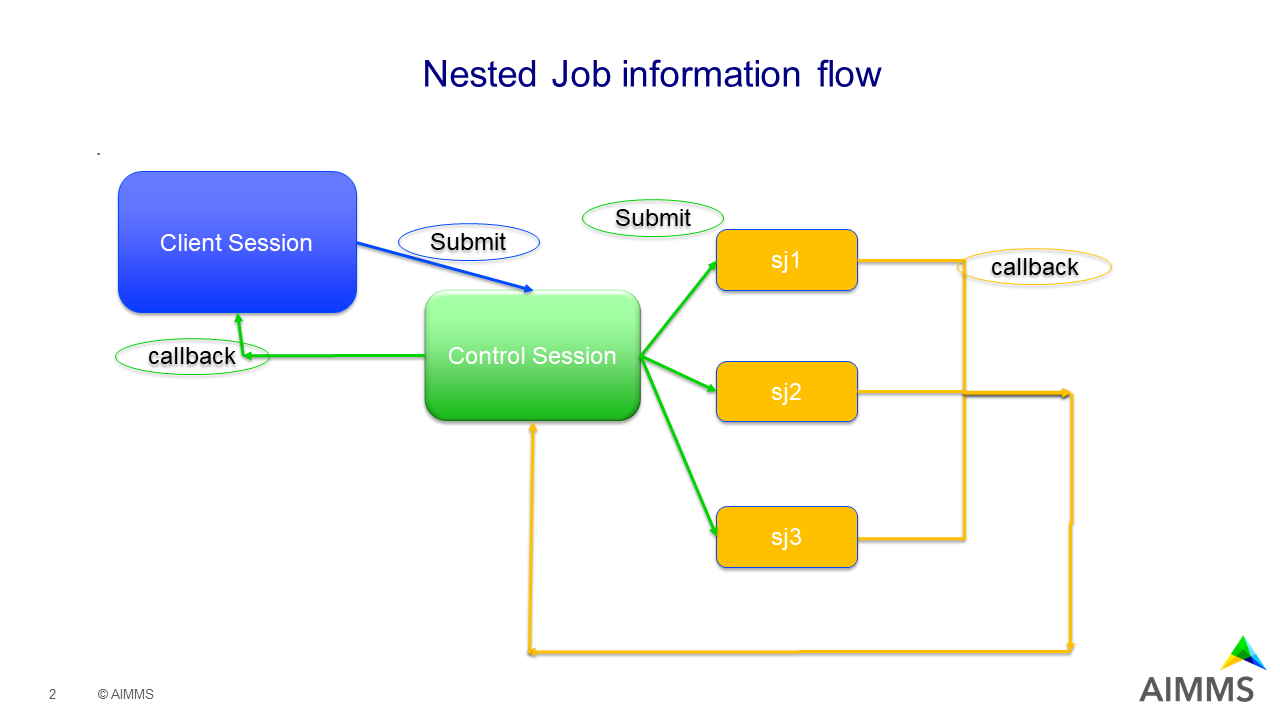 Nested Job information flow
.
Client Session
Submit
Submit
sj1
callback
callback
Control Session
sj2
sj3
2
© AIMMS
AIMMS